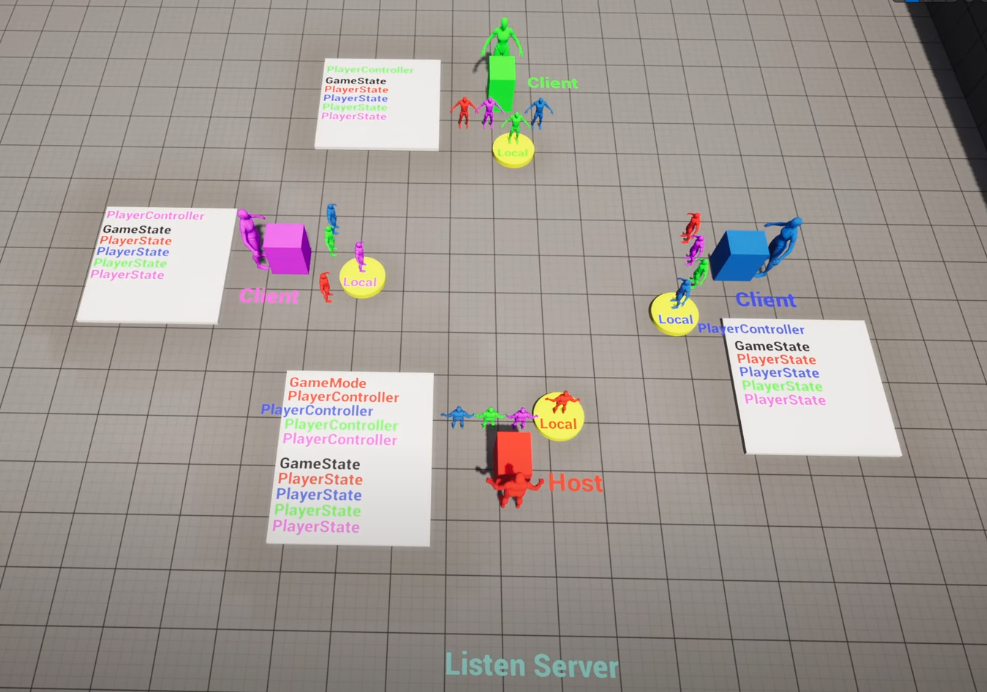 PlayerController
GameState
PlayerState
PlayerState
PlayerState
PlayerState
Client
Local
PlayerController
GameState
PlayerState
PlayerState
PlayerState
PlayerState
Client
Local
Local
Client
PlayerController
GameState
PlayerState
PlayerState
PlayerState
PlayerState
GameMode
PlayerController
PlayerController
PlayerController
PlayerController
GameState
PlayerState
PlayerState
PlayerState
PlayerState
Local
Host
Listen Server